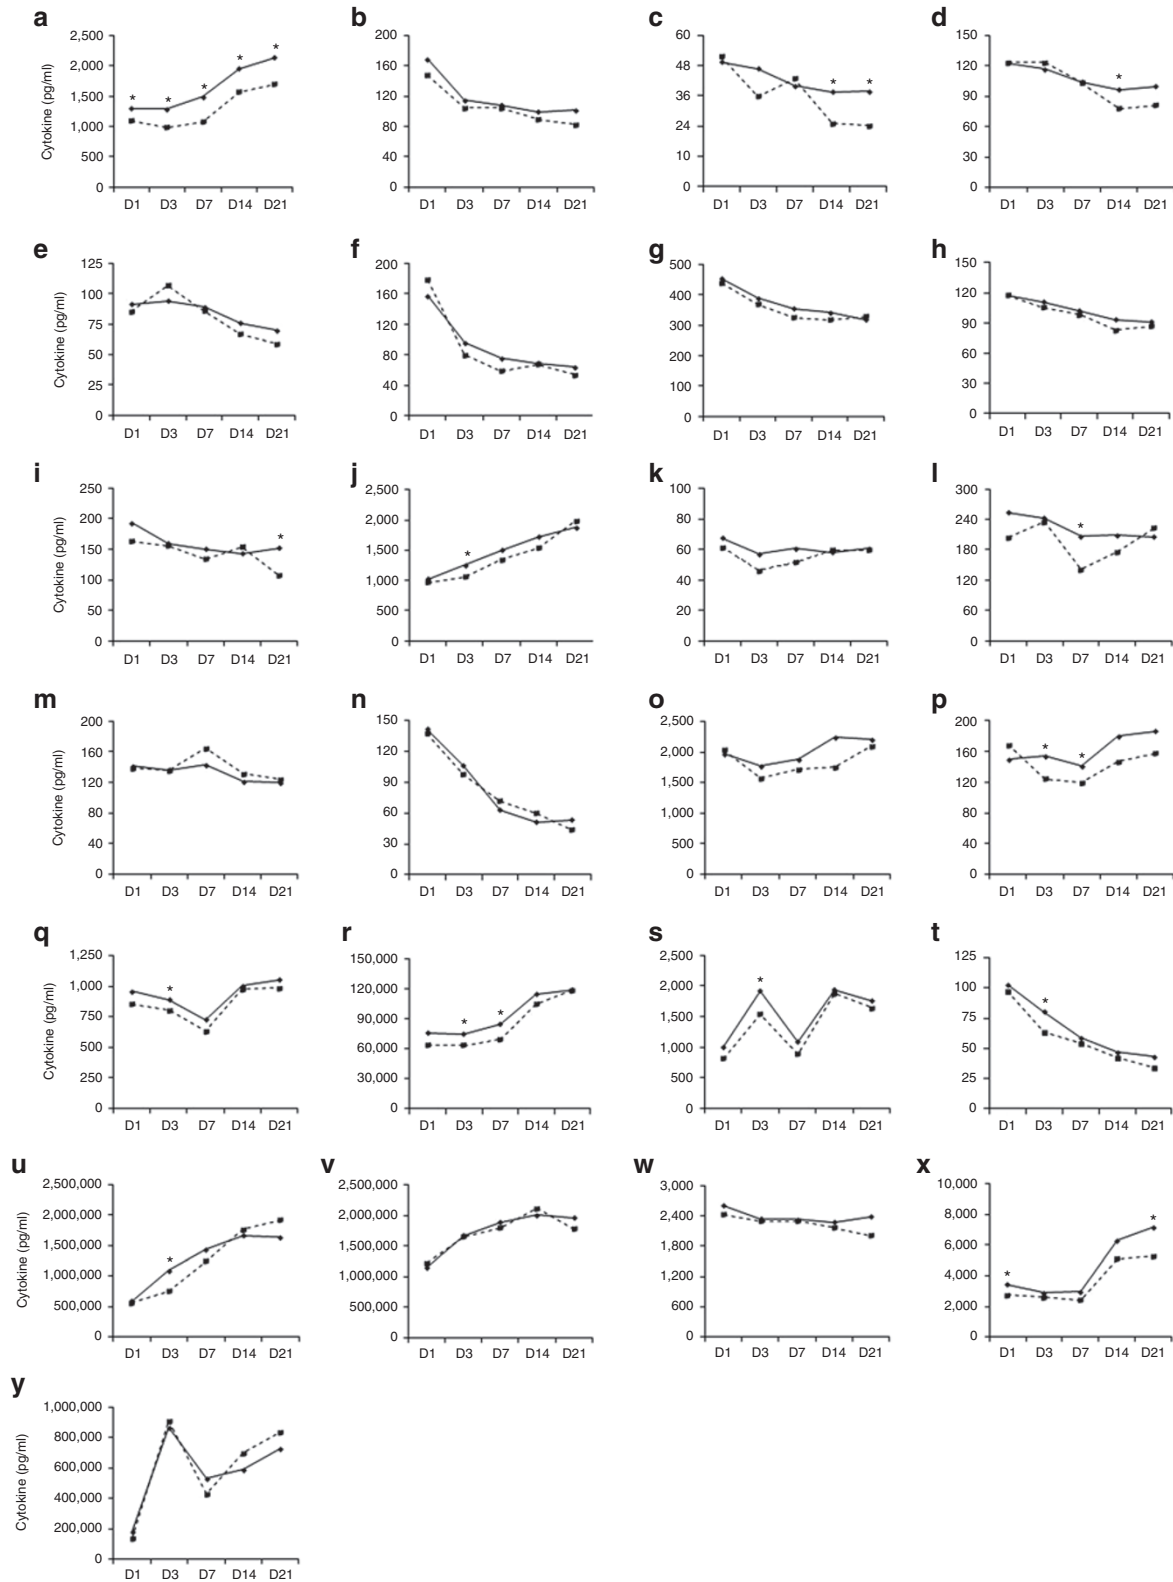 a b c d
2,500 160 60 150
* * * * *
2,000 48 120
120 * * *
1,500 36 90
80
1,000 24 60
40
500 12 30
0 0 0 0
Cytokine (pg/ml)
D1 D3 D7 D14 D21 D1 D3 D7 D14 D21 D1 D3 D7 D14 D21 D1 D3 D7 D14 D21
e f g h
125 200 500 150
100 160 400 120
75 120 300 90
50 80 200 60
25 40 100 30
0 0 0 0
Cytokine (pg/ml)
D1 D3 D7 D14 D21 D1 D3 D7 D14 D21 D1 D3 D7 D14 D21 D1 D3 D7 D14 D21
i j k l
250 2,500 100 300
200 2,000 80 240
* * *
150 1,500 60 180
100 1,000 40 120
50 500 20 60
0 0 0 0
Cytokine (pg/ml)
D1 D3 D7 D14 D21 D1 D3 D7 D14 D21 D1 D3 D7 D14 D21 D1 D3 D7 D14 D21
m n o p
200 150 2,500 200
160 120 2,000 160
* *
120 90 1,500 120
80 60 1,000 80
40 30 500 40
0 0 0 0
Cytokine (pg/ml)
D1 D3 D7 D14 D21 D1 D3 D7 D14 D21 D1 D3 D7 D14 D21 D1 D3 D7 D14 D21
q r s t
1,250 150,000 2,500 125
1,000 120,000 2,000 100
* * * * *
750 90,000 1,500 75
500 60,000 1,000 50
250 30,000 500 25
0 0 0 0
Cytokine (pg/ml)
D1 D3 D7 D14 D21 D1 D3 D7 D14 D21 D1 D3 D7 D14 D21 D1 D3 D7 D14 D21
u v w x
2,500,000 2,500,000 3,000 10,000
2,000,000 2,000,000 2,400 8,000
* * *
1,500,000 1,500,000 1,800 6,000
1,000,000 1,000,000 1,200 4,000
500,000 500,000 600 2,000
0 0 0 0
Cytokine (pg/ml)
D1 D3 D7 D14 D21 D1 D3 D7 D14 D21 D1 D3 D7 D14 D21 D1 D3 D7 D14 D21
y
1,000,000
800,000
600,000
400,000
200,000
0
Cytokine (pg/ml)
D1 D3 D7 D14 D21